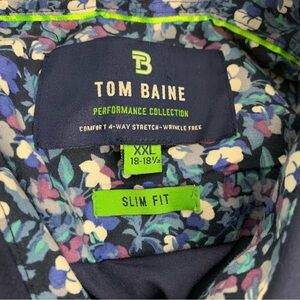 TB
TOM BAINE
PERFORMANCE COLLECTION
COMFORT 4-WAY STRETCH-WRINKLE FREE
XXL
18-18½
SLIM FIT